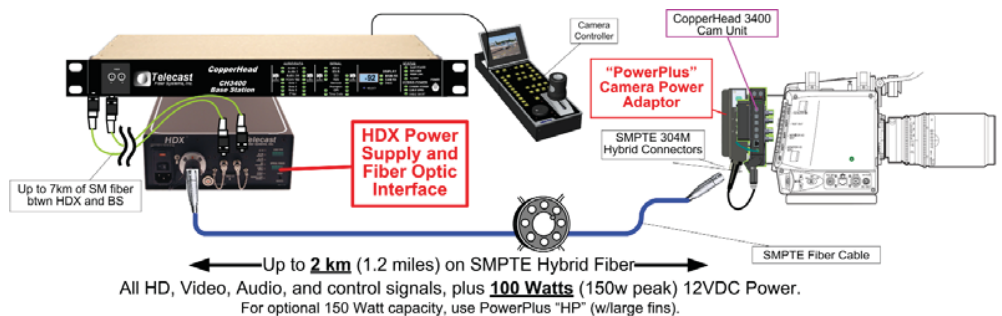 Telecast
Fiber Systems, Inc.
CopperHead
CH3400
Base Station
-92
Camera
Controller
CopperHead 3400
Cam Unit
"PowerPlus"
Camera Power
Adaptor
SMPTE 304M
Hybrid Connectors
HDX
Telecast
HDX Power
Supply and
Fiber Optic
Interface
Up to 7km of SM fiber
btwn HDX and BS
SMPTE Fiber Cable
Up to 2 km (1.2 miles) on SMPTE Hybrid Fiber
All HD, Video, Audio, and control signals, plus 100 Watts (150w peak) 12VDC Power.
For optional 150 Watt capacity, use PowerPlus "HP" (w/large fins).